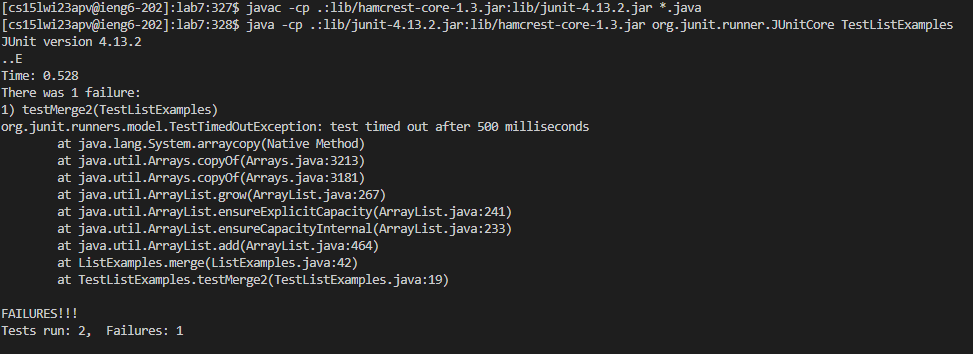 [cs15lwi23apv@ieng6-202]:lab7:327$ javac -cp .:lib/hamcrest-core-1.3.jar:lib/junit-4.13.2.jar *.java
[cs15lwi23apv@ieng6-202]:lab7:328$ java -cp .:lib/junit-4.13.2.jar:lib/hamcrest-core-1.3.jar org.junit.runner.JUnitCore TestListExamples
JUnit version 4.13.2
..E
Time: 0.528
There was 1 failure:
1) testMerge2(TestListExamples)
org.junit.runners.model.TestTimedOutException: test timed out after 500 milliseconds
        at java.lang.System.arraycopy(Native Method)
        at java.util.Arrays.copyOf(Arrays.java:3213)
        at java.util.Arrays.copyOf(Arrays.java:3181)
        at java.util.ArrayList.grow(ArrayList.java:267)
        at java.util.ArrayList.ensureExplicitCapacity(ArrayList.java:241)
        at java.util.ArrayList.ensureCapacityInternal(ArrayList.java:233)
        at java.util.ArrayList.add(ArrayList.java:464)
        at ListExamples.merge(ListExamples.java:42)
        at TestListExamples.testMerge2(TestListExamples.java:19)

FAILURES!!!
Tests run: 2,  Failures: 1